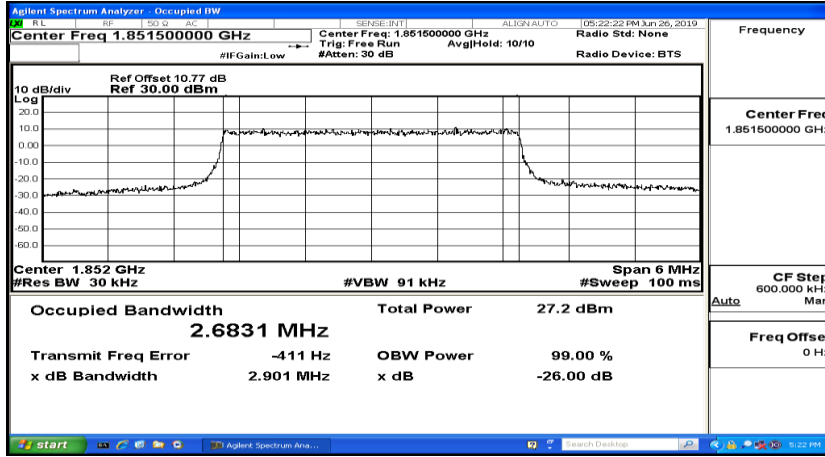 Agilent Spectrum Analyzer - Occupied BW
RL RF 50 Ω AC SENSE:INT ALIGN AUTO 05:22:22 PM Jun 26, 2019
Center Freq 1.851500000 GHz
Center Freq: 1.851500000 GHz
Radio Std: None
Trig: Free Run Avg|Hold: 10/10
#IFGain:Low
#Atten: 30 dB
Radio Device: BTS
Frequency
Ref Offset 10.77 dB
10 dB/div Ref 30.00 dBm
Log
20.0
10.0
0.00
-10.0
-20.0
-30.0
-40.0
-50.0
-60.0
Center Fre
1.851500000 GH
Center 1.852 GHz
Span 6 MHz
#Res BW 30 kHz
#VBW 91 kHz
#Sweep 100 ms
CF Step
600.000 kH
Auto Ma
Occupied Bandwidth
2.6831 MHz
Total Power 27.2 dBm
Transmit Freq Error -411 Hz
OBW Power 99.00 %
x dB Bandwidth 2.901 MHz
x dB -26.00 dB
Freq Offse
0 H
start
Agilent Spectrum Ana...
Search Desktop
5:22 PM